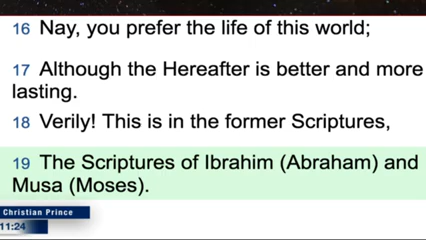 16 Nay, you prefer the life of this world;
17 Although the Hereafter is better and more
lasting.
18 Verily! This is in the former Scriptures,
19 The Scriptures of Ibrahim (Abraham) and
Musa (Moses).
Christian Prince
11:24